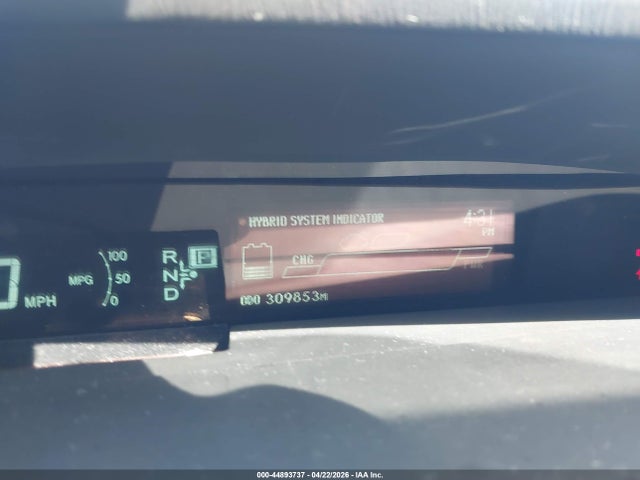 HYBRID SYSTEM INDICATOR
4:31
PM
CHG
PWR
ODO 309853MI
0
MPH
MPG
100
50
0
R
N
D
P
000-44893737 - 04/22/2026 - IAA Inc.